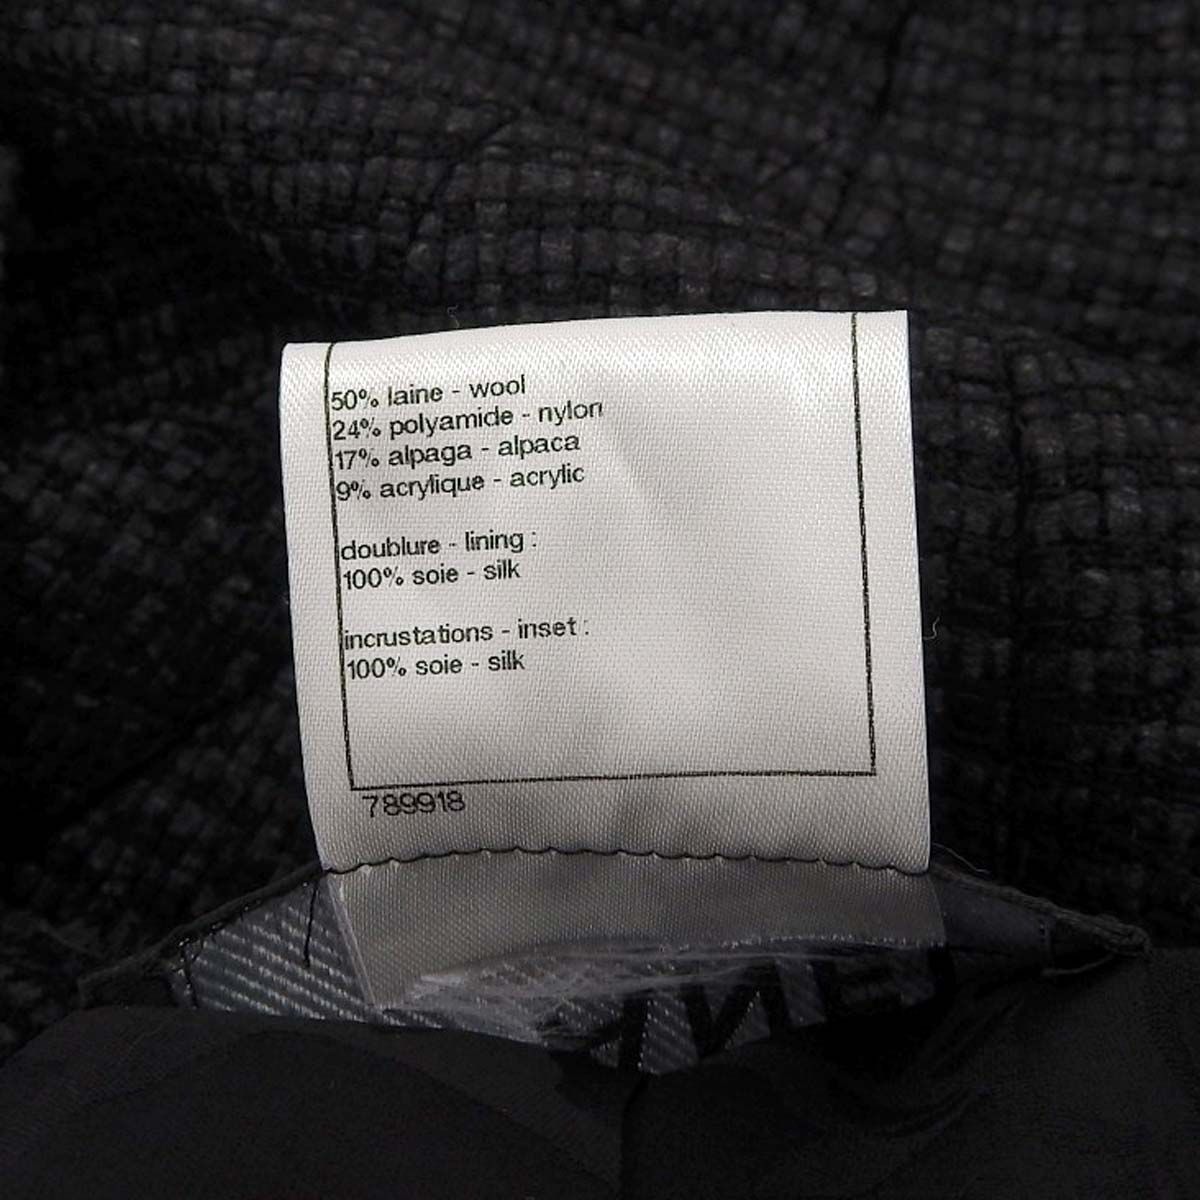 50% laine - wool
24% polyamide - nylon
17% alpaga - alpaca
9% acrylique - acrylic
doublure - lining :
100% soie - silk
incrustations - inset :
100% soie - silk
789918